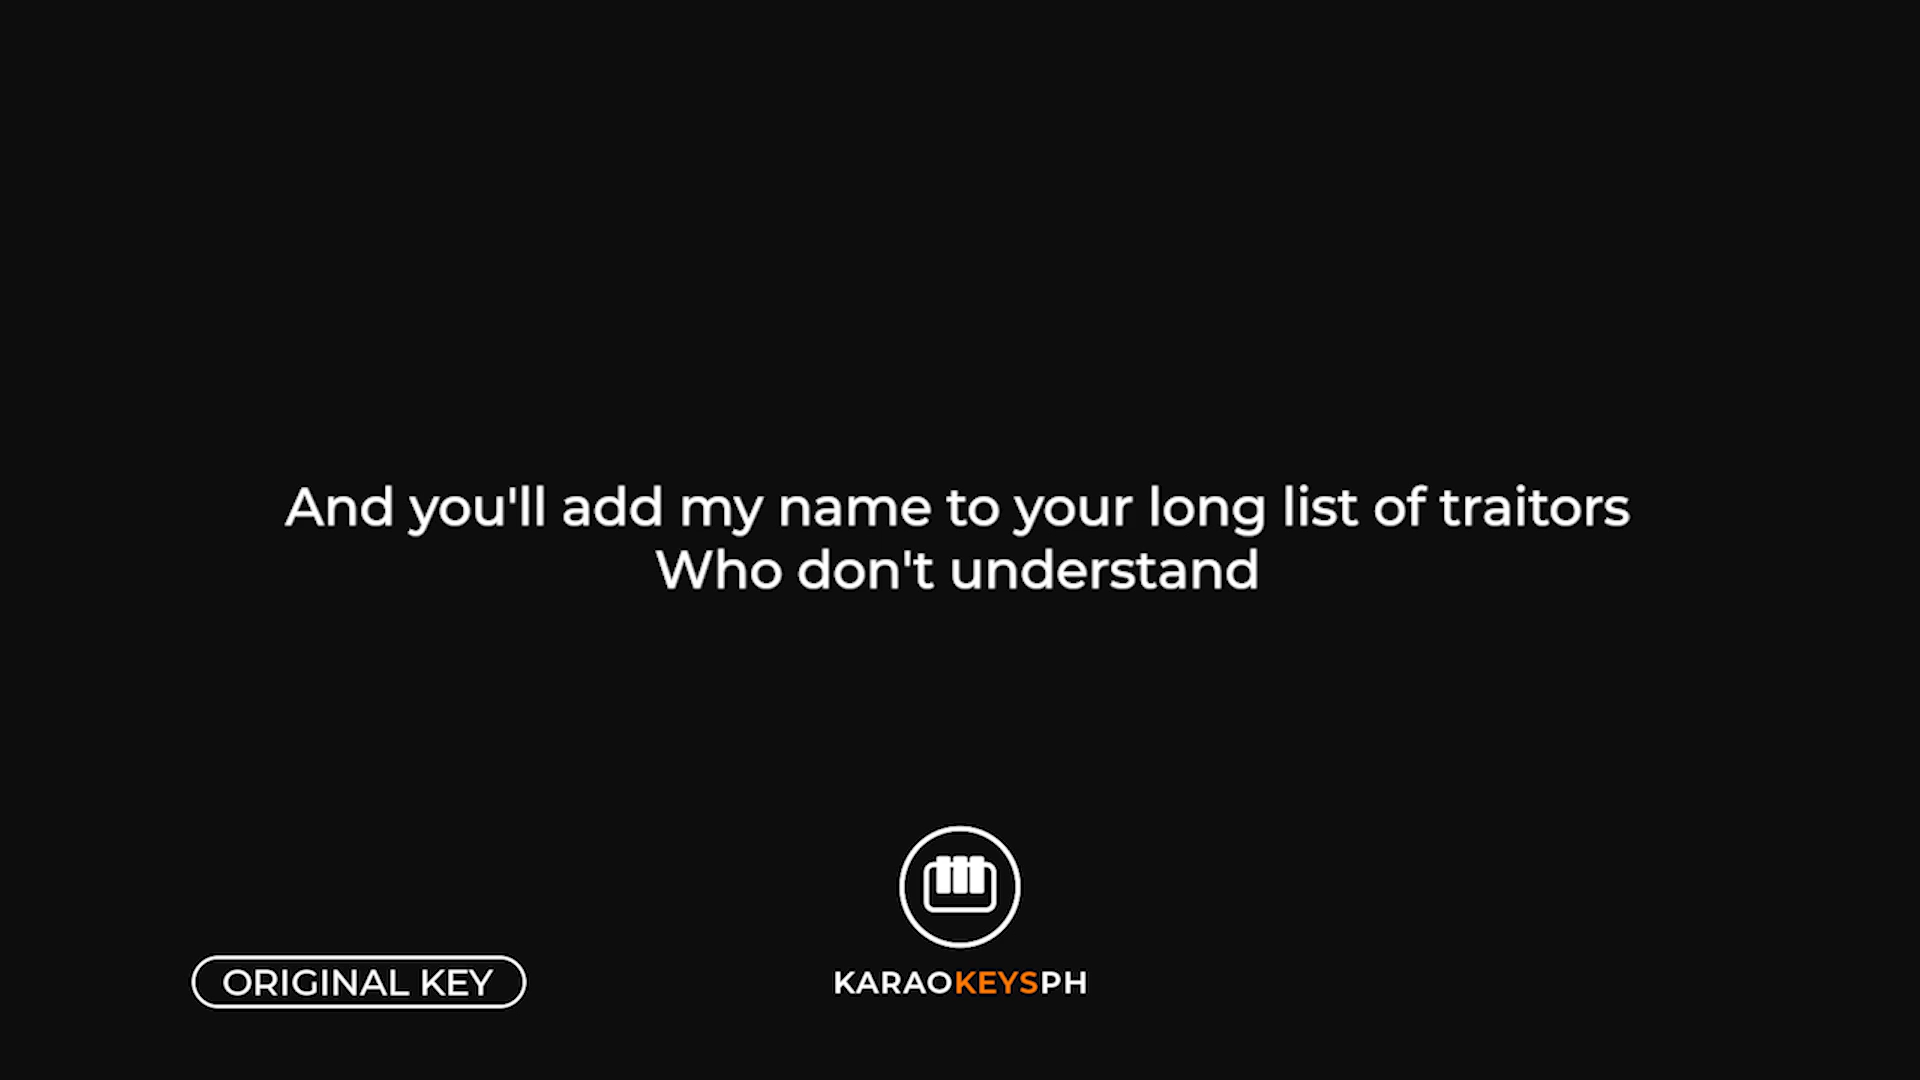 And you'll add my name to your long list of traitors
Who don't understand
ORIGINAL KEY
KARAOKEYSPH